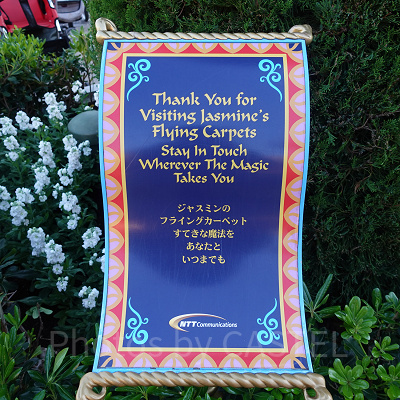 Thank You for
Visiting Jasmine's
Flying Carpets
Stay In Touch
Wherever The Magic
Takes You
ジャスミンの
フライングカーペット
すてきな魔法を
あなたと
いつまでも
NTT Communications
Photos by CASTEL